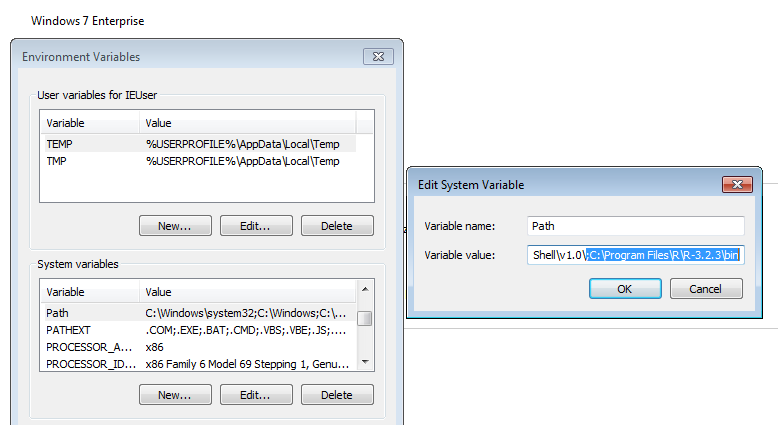 Windows 7 Enterprise
Environment Variables
User variables for IEUser
Variable Value
TEMP %USERPROFILE%\AppData\Local\Temp
TMP %USERPROFILE%\AppData\Local\Temp
New... Edit... Delete
System variables
Variable Value
Path C:\Windows\system32;C:\Windows;C:\...
PATHEXT .COM;.EXE;.BAT;.CMD;.VBS;.VBE;.JS;....
PROCESSOR_A... x86
PROCESSOR_ID... x86 Family 6 Model 69 Stepping 1, Genu...
New... Edit... Delete
Edit System Variable
Variable name: Path
Variable value: Shell\v1.0\;C:\Program Files\R\R-3.2.3\bin
OK Cancel